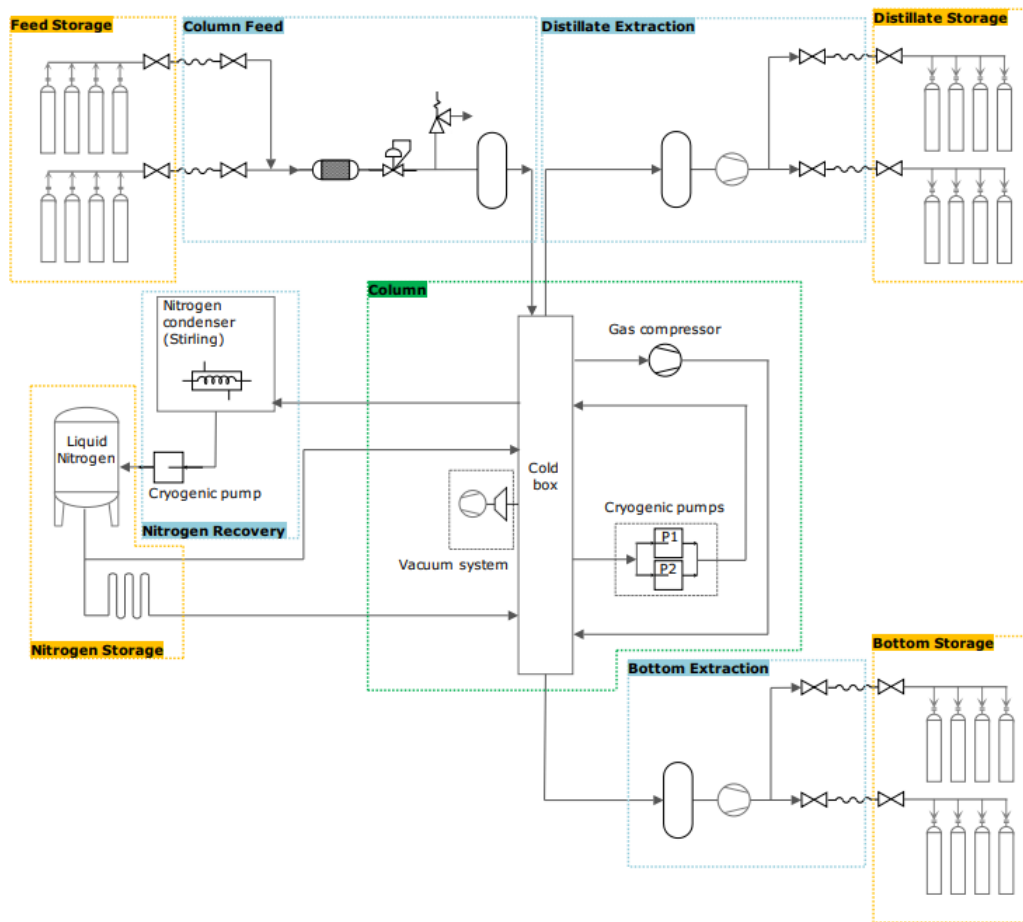 Feed Storage
Column Feed
Distillate Extraction
Distillate Storage
Column
Nitrogen
condenser
(Stirling)
Gas compressor
Liquid
Nitrogen
Cryogenic pump
Nitrogen Recovery
Cold
box
Vacuum system
Cryogenic pumps
P1
P2
Nitrogen Storage
Bottom Extraction
Bottom Storage